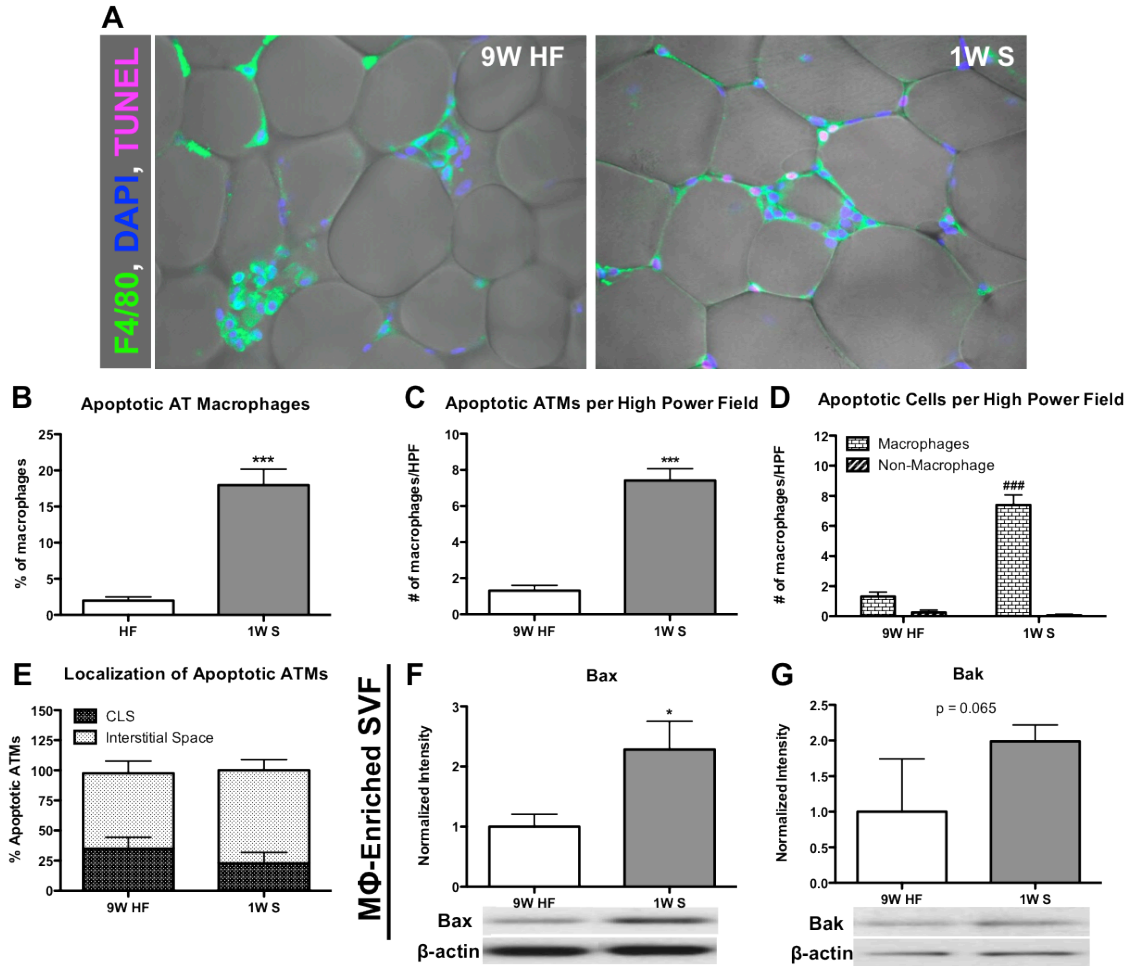 A
F4/80, DAPI, TUNEL
9W HF
1W S
B
Apoptotic AT Macrophages
% of macrophages
25
20
15
10
5
0
***
HF
1W S
C
Apoptotic ATMs per High Power Field
# of macrophages/HPF
10
8
6
4
2
0
***
9W HF
1W S
D
Apoptotic Cells per High Power Field
# of macrophages/HPF
12
10
8
6
4
2
0
Macrophages
Non-Macrophage
###
9W HF
1W S
E
Localization of Apoptotic ATMs
% Apoptotic ATMs
150
125
100
75
50
25
0
CLS
Interstitial Space
9W HF
1W S
MΦ-Enriched SVF
F
Bax
Normalized Intensity
3
2
1
0
*
9W HF
1W S
Bax
β-actin
G
Bak
Normalized Intensity
2.5
2.0
1.5
1.0
0.5
0.0
p = 0.065
9W HF
1W S
Bak
β-actin